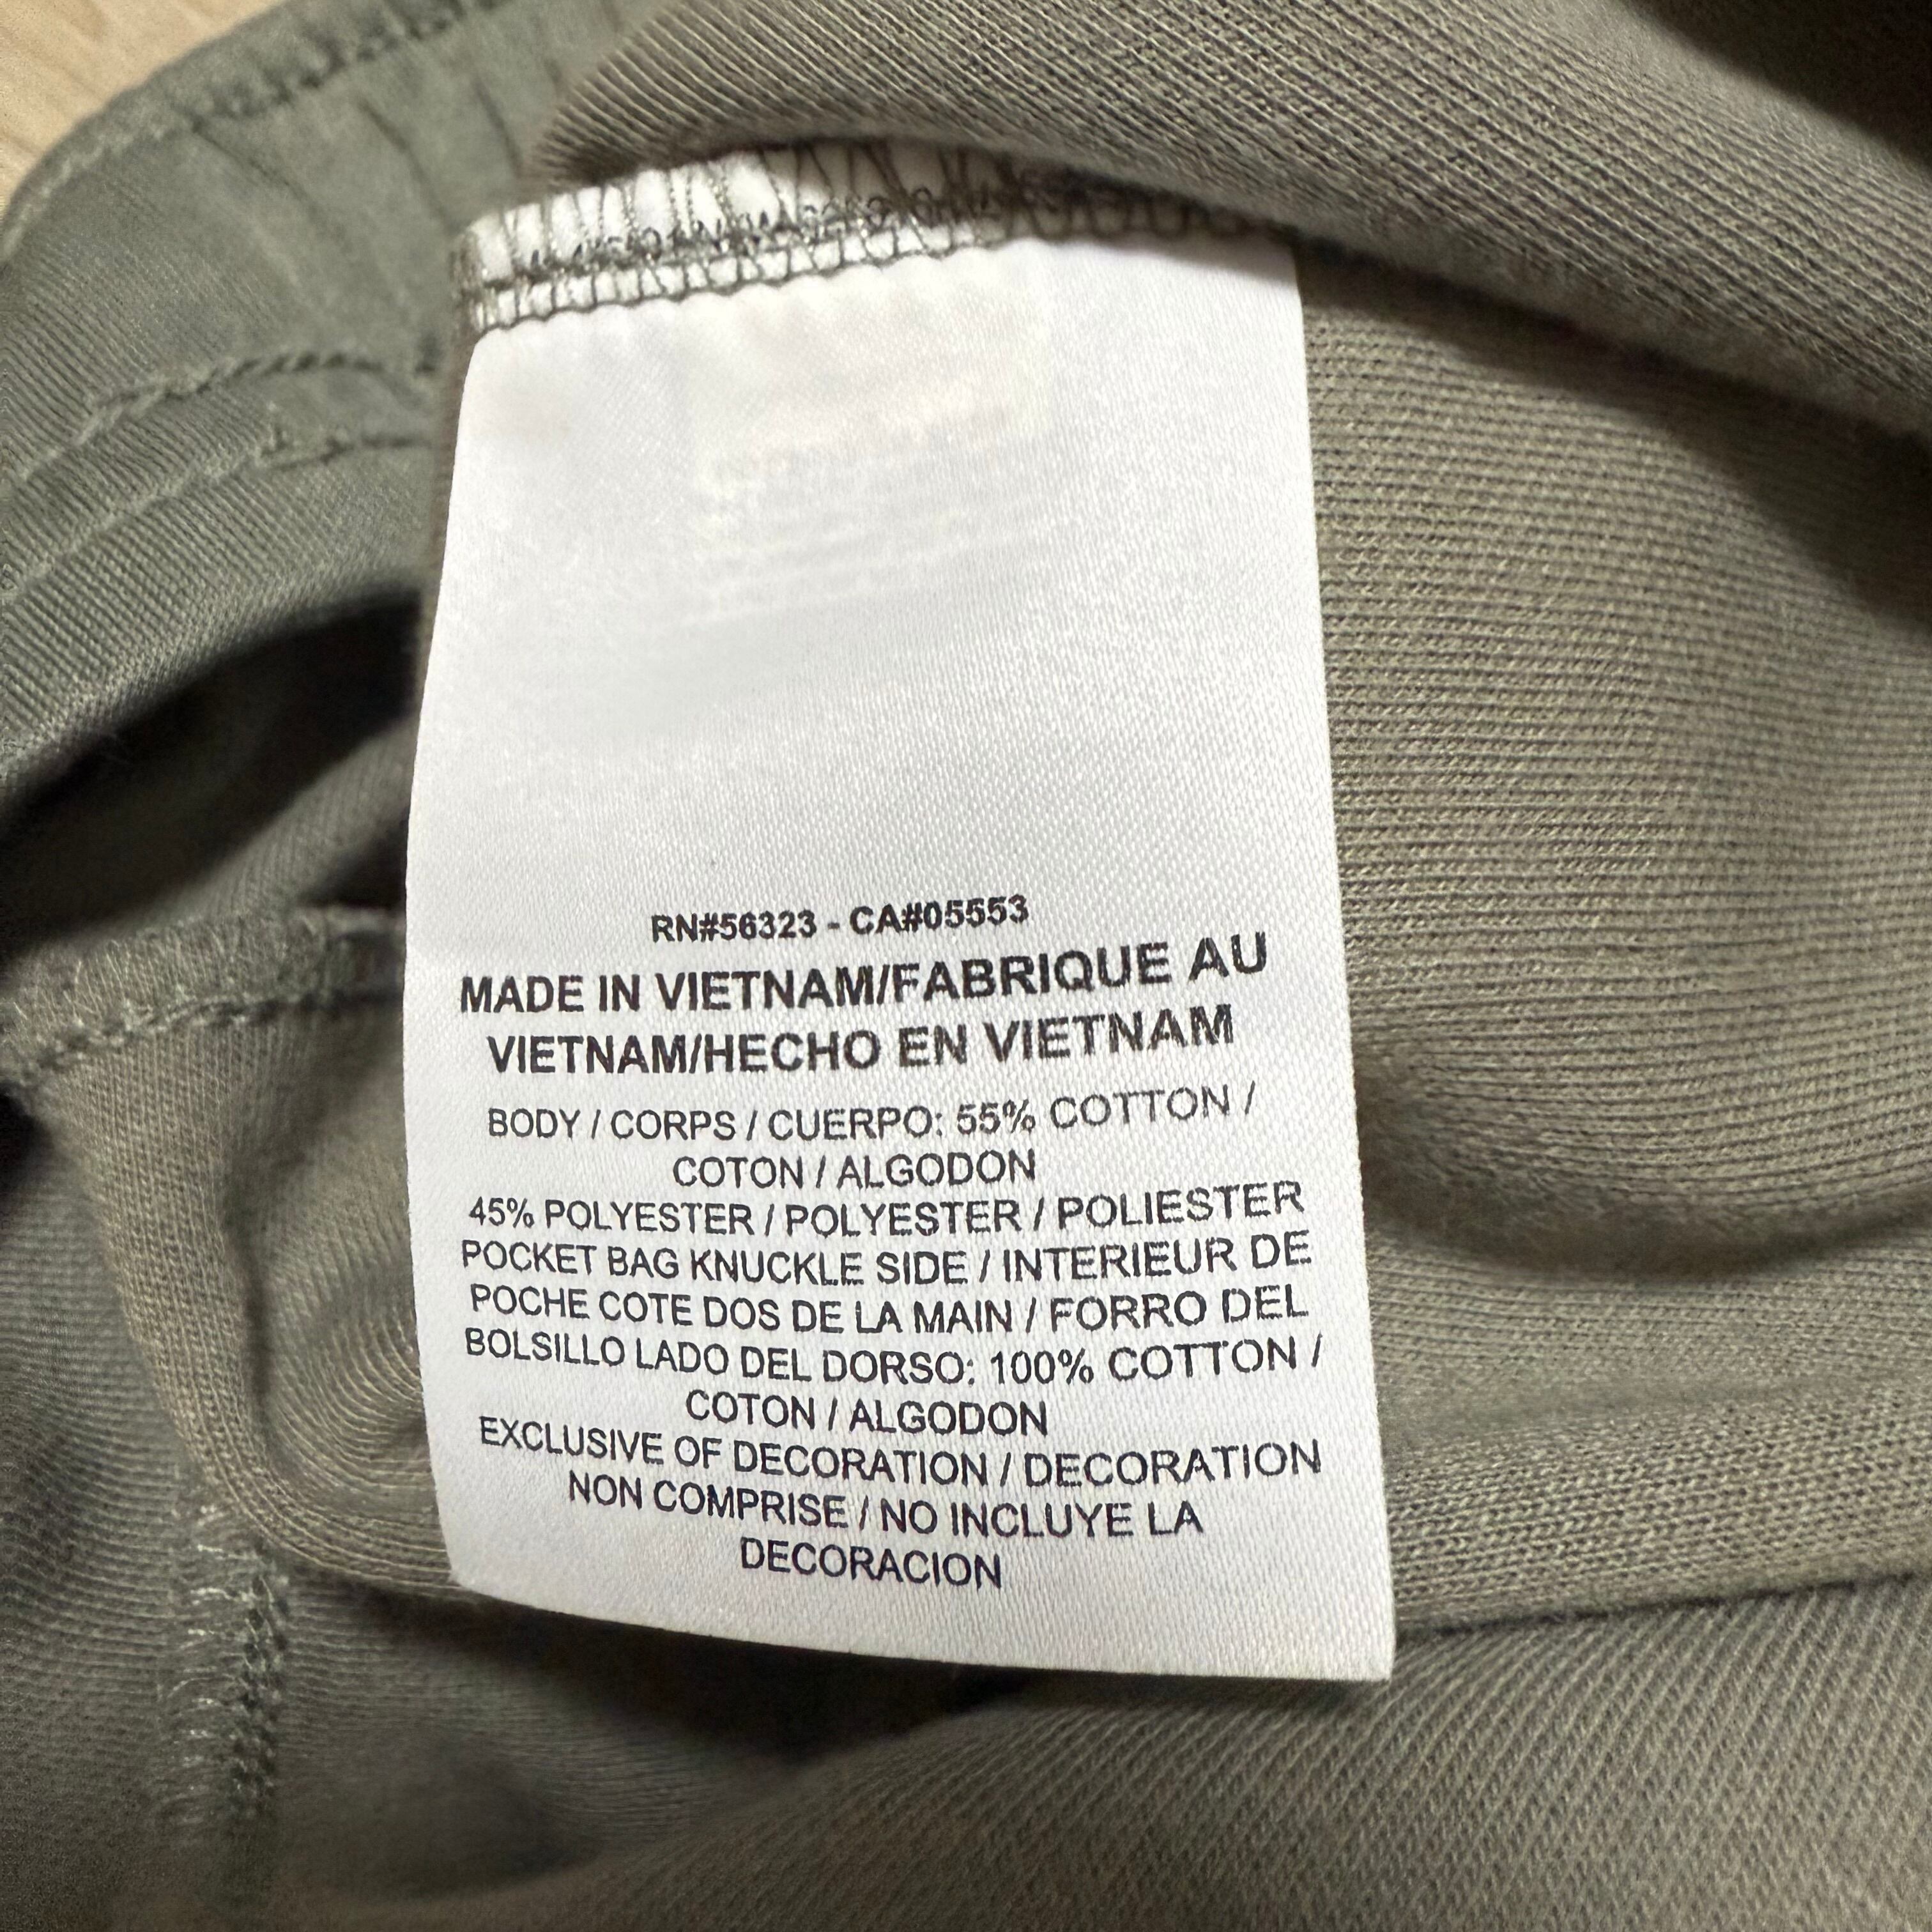 RN#56323 - CA#05553
MADE IN VIETNAM/FABRIQUE AU
VIETNAM/HECHO EN VIETNAM
BODY / CORPS / CUERPO: 55% COTTON /
COTON / ALGODON
45% POLYESTER / POLYESTER / POLIESTER
POCKET BAG KNUCKLE SIDE / INTERIEUR DE
POCHE COTE DOS DE LA MAIN / FORRO DEL
BOLSILLO LADO DEL DORSO: 100% COTTON /
COTON / ALGODON
EXCLUSIVE OF DECORATION / DECORATION
NON COMPRISE / NO INCLUYE LA
DECORACION